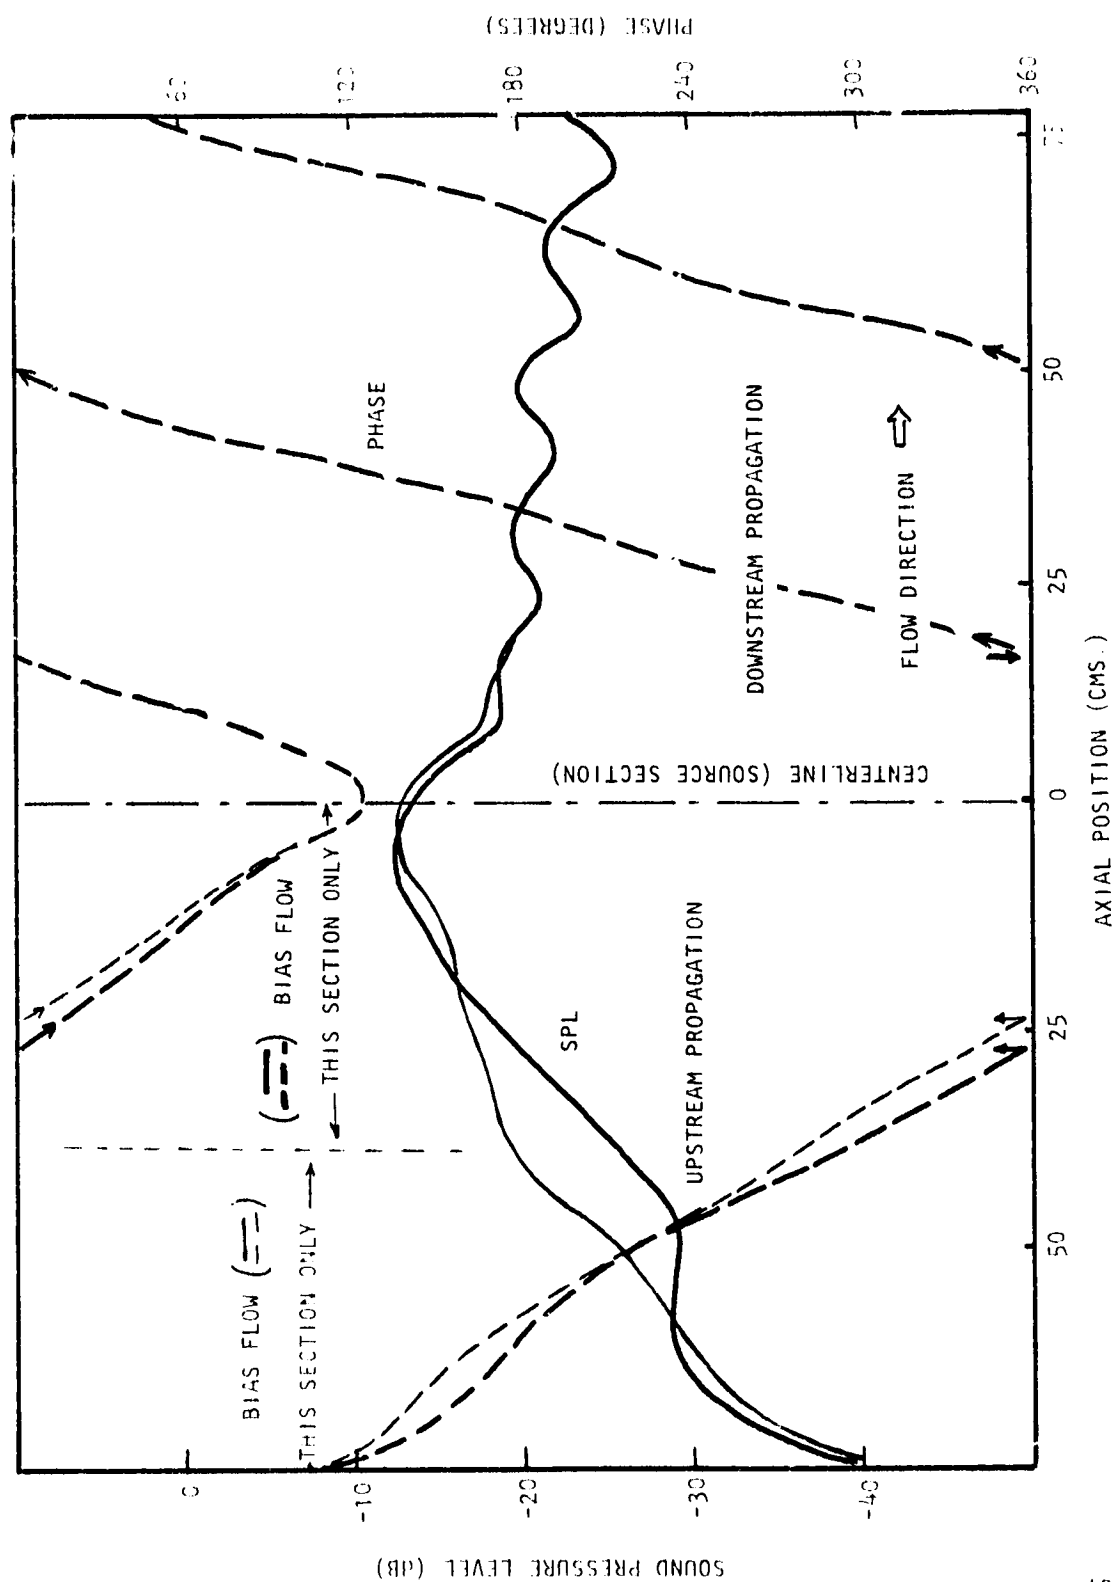 PHASE (DEGREES)
60
120
180
240
300
360
75
50
25
0
25
50
AXIAL POSITION (CMS.)
0
-10
-20
-30
-40
SOUND PRESSURE LEVEL (dB)
PHASE
DOWNSTREAM PROPAGATION
FLOW DIRECTION
CENTERLINE (SOURCE SECTION)
BIAS FLOW
THIS SECTION ONLY
SPL
UPSTREAM PROPAGATION
BIAS FLOW
THIS SECTION ONLY